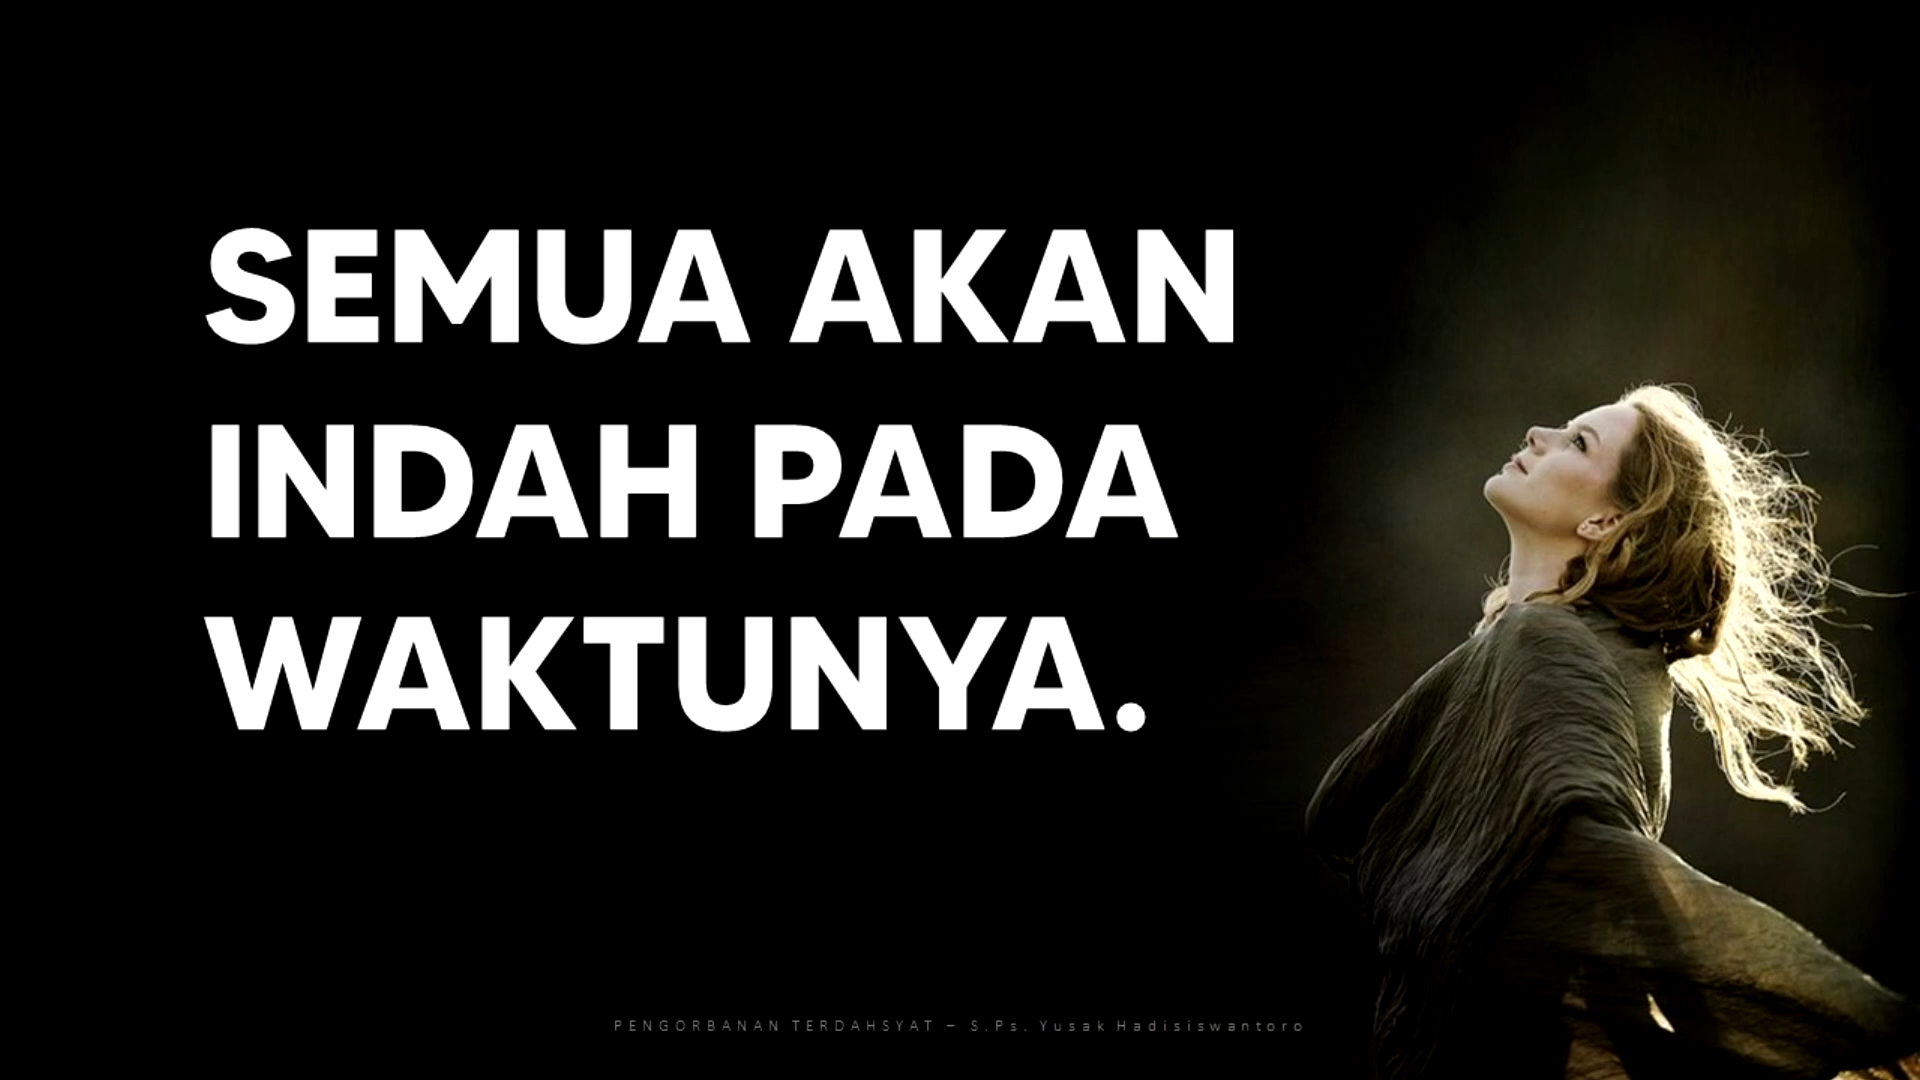 SEMUA AKAN
INDAH PADA
WAKTUNYA.
PENGORBANAN TERDAHSYAT – S.Ps. Yusak Hadisiswantoro